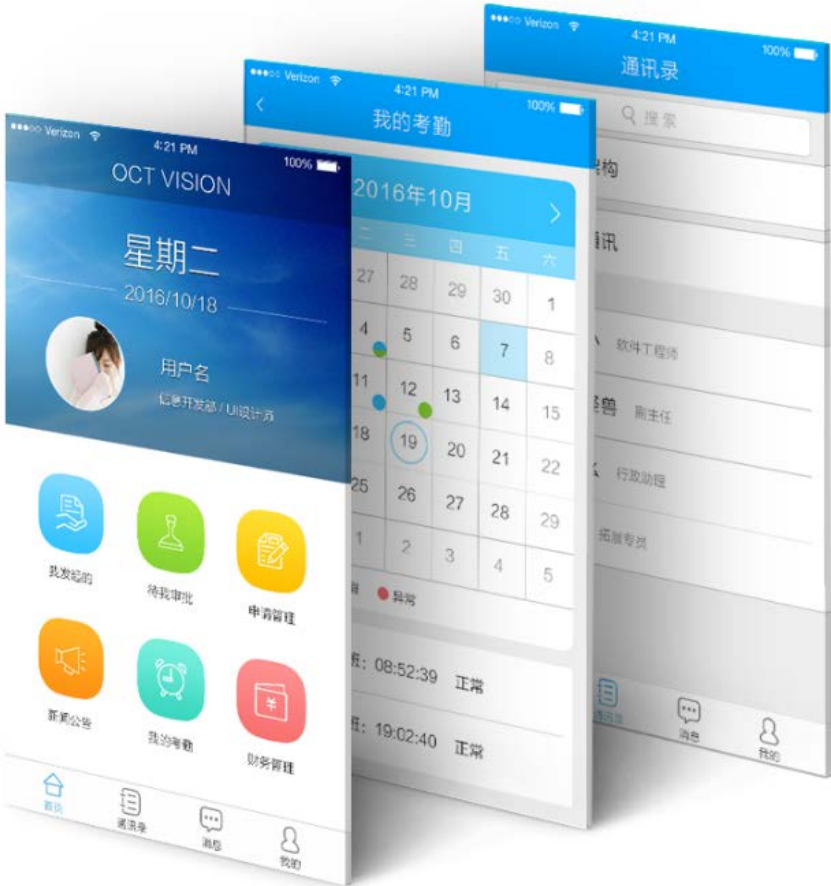 Verizon
4:21 PM
100%
OCT VISION
星期二
2016/10/18
用户名
信息开发部 / UI设计师
我发起的
待我审批
申请管理
新闻公告
我的考勤
财务管理
首页
通讯录
消息
我的
Verizon
4:21 PM
100%
我的考勤
2016年10月
二 三 四 五 六
27 28 29 30 1
4 5 6 7 8
11 12 13 14 15
18 19 20 21 22
25 26 27 28 29
1 2 3 4 5
异常
班：08:52:39 正常
班：19:02:40 正常
Verizon
4:21 PM
100%
通讯录
搜索
构
讯
软件工程师
兽 副主任
行政助理
拓展专员
通讯录
消息
我的